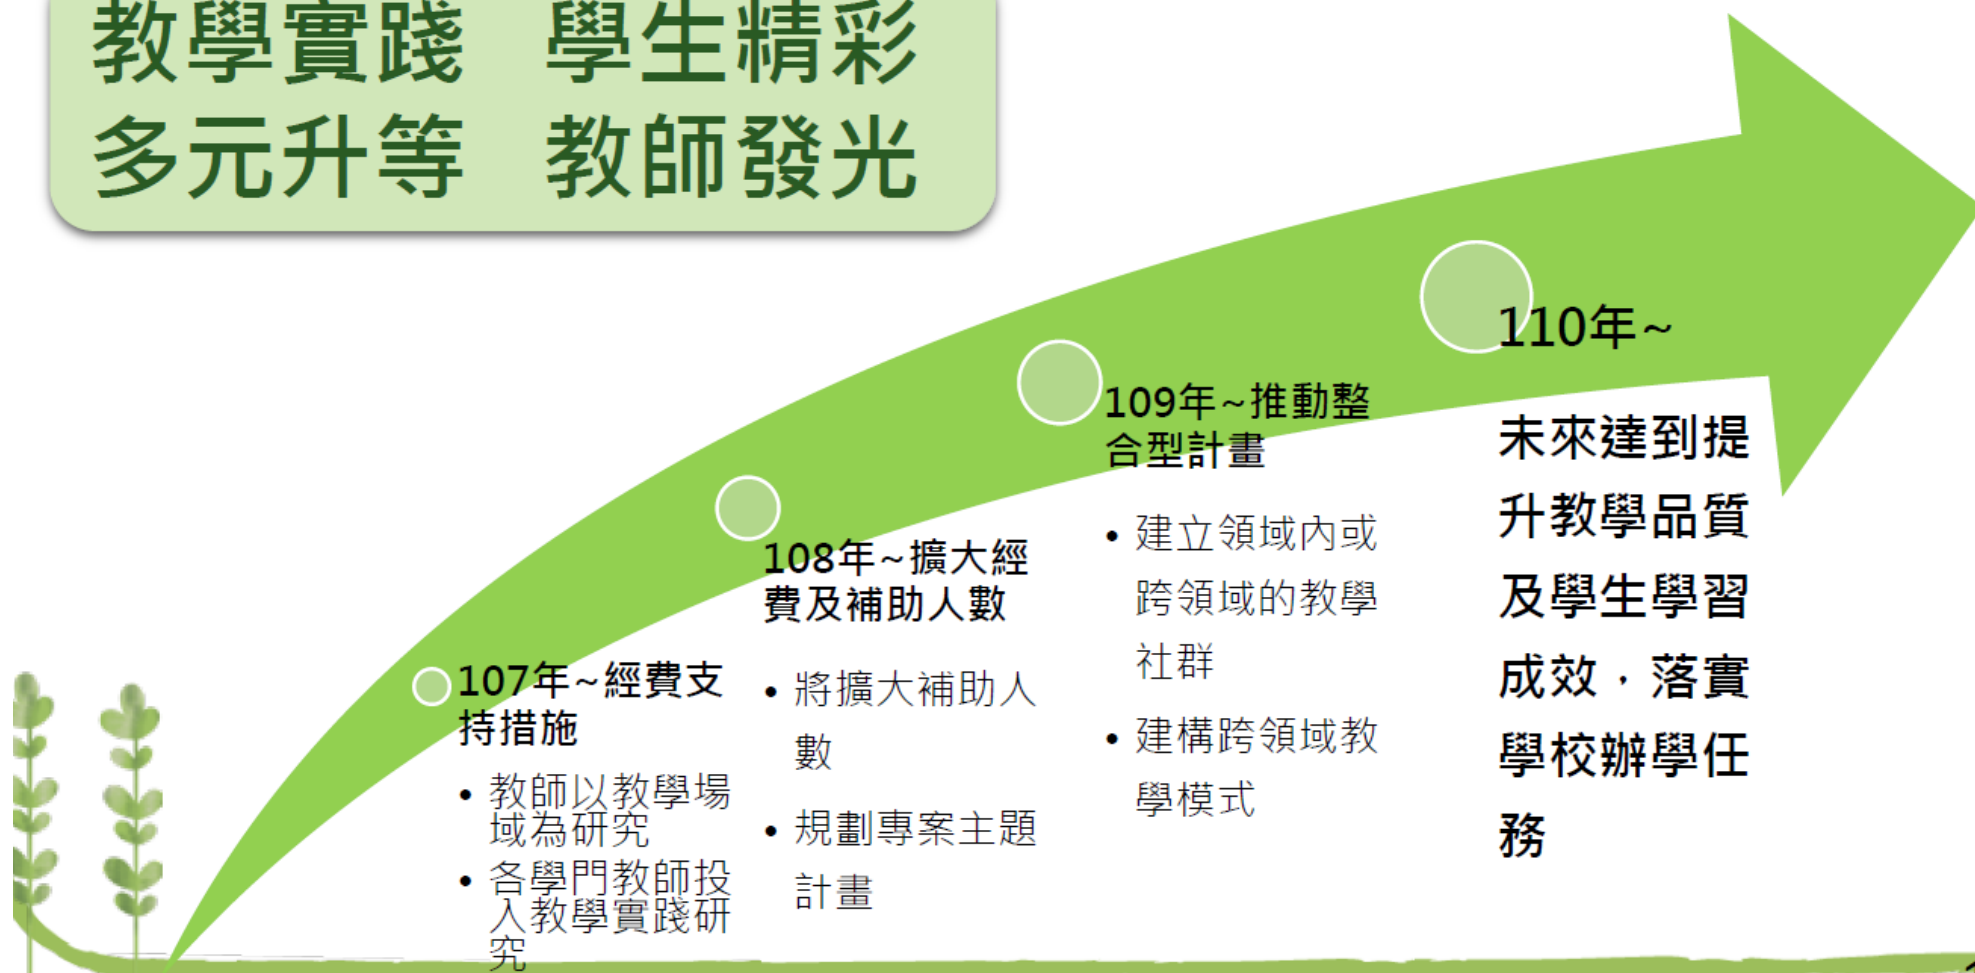 教學實踐 學生精彩
多元升等 教師發光
107年~經費支
持措施
• 教師以教學場
域為研究
• 各學門教師投
入教學實踐研
究
108年~擴大經
費及補助人數
• 將擴大補助人
數
• 規劃專案主題
計畫
109年~推動整
合型計畫
• 建立領域內或
跨領域的教學
社群
• 建構跨領域教
學模式
110年~
未來達到提
升教學品質
及學生學習
成效，落實
學校辦學任
務